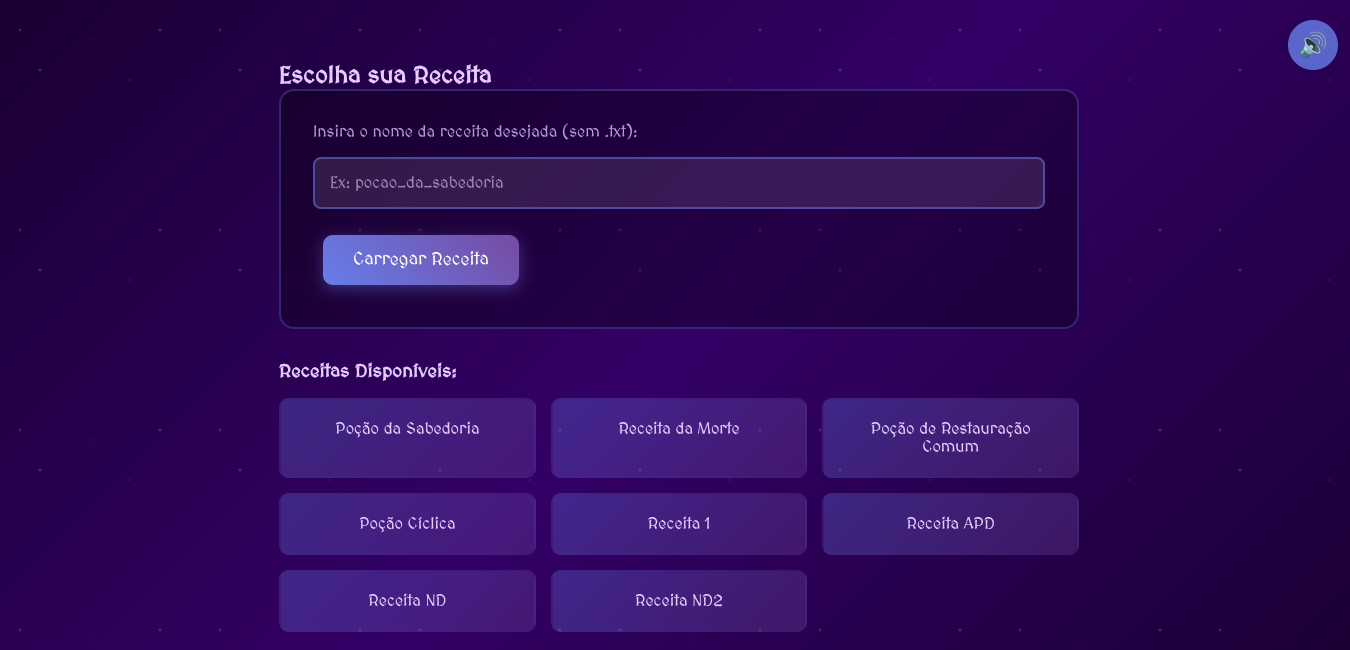 Escolha sua Receita
Insira o nome da receita desejada (sem .txt):
Ex: pocao_da_sabedoria
Carregar Receita
Receitas Disponíveis:
Poção da Sabedoria
Receita da Morte
Poção de Restauração
Comum
Poção Cíclica
Receita 1
Receita APD
Receita ND
Receita ND2